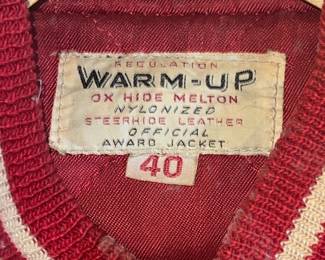 REGULATION
WARM-UP
OX HIDE MELTON
NYLONIZED
STEERHIDE LEATHER
OFFICIAL
AWARD JACKET
40